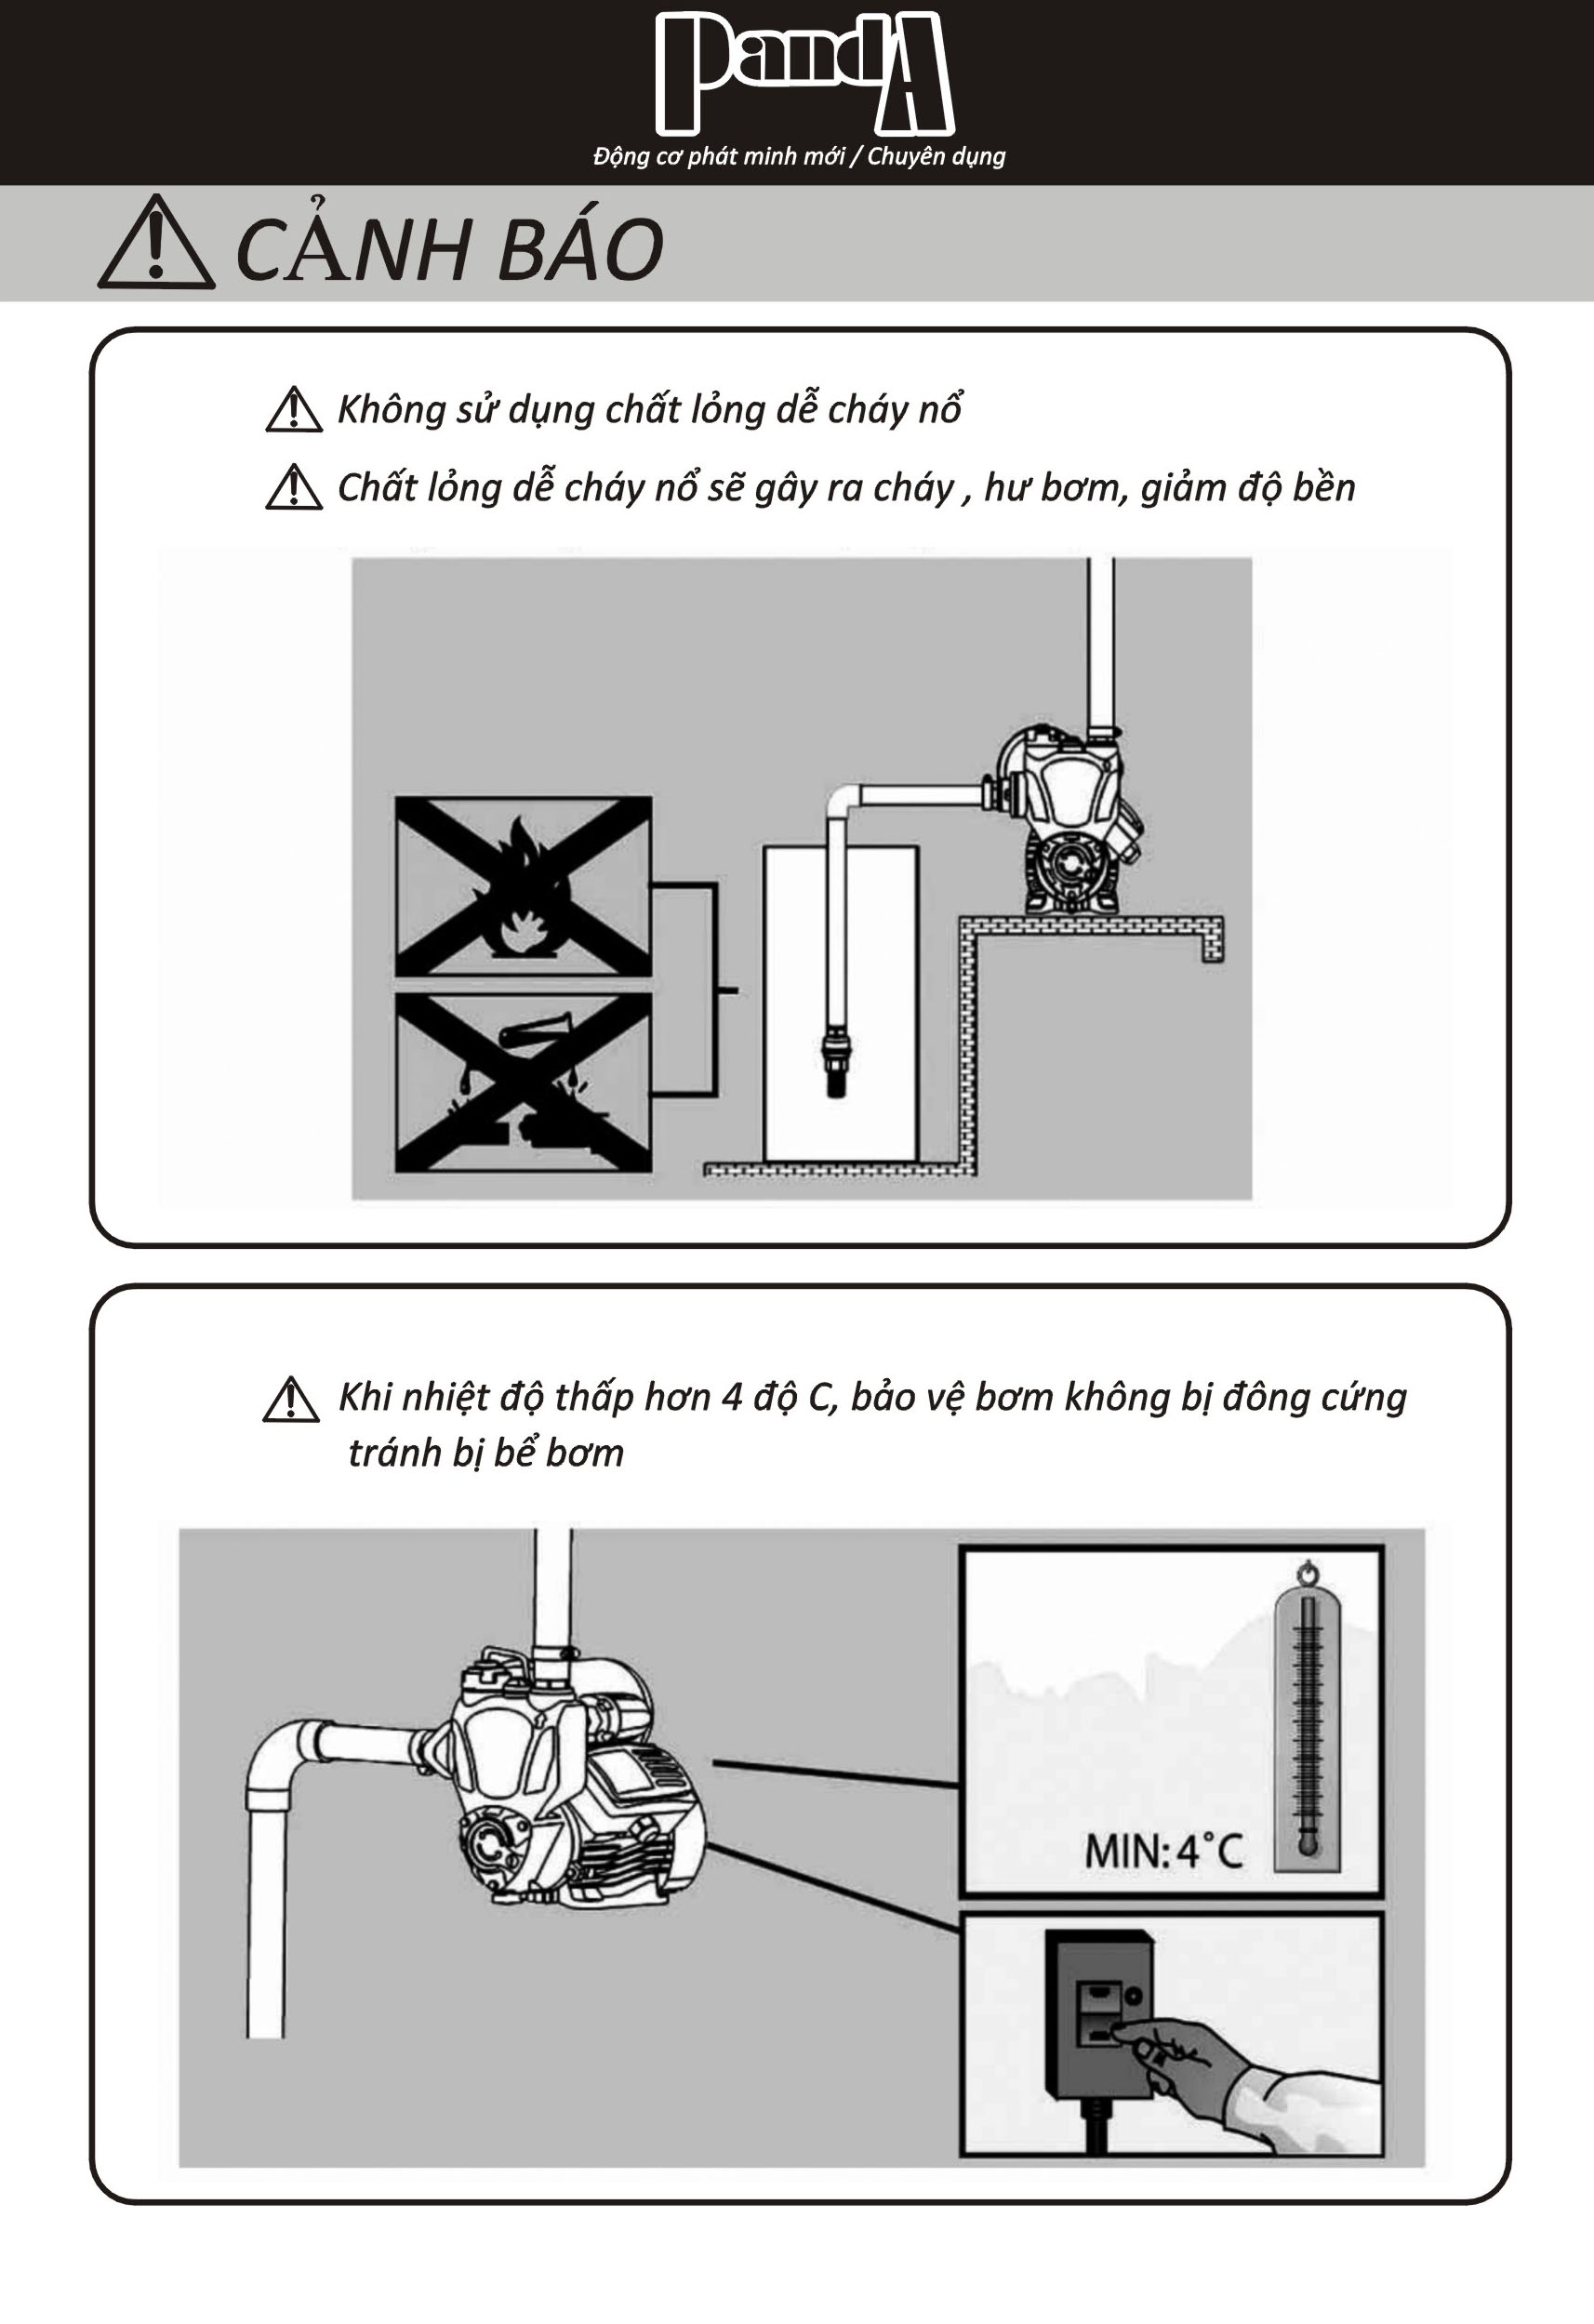 PandA
Động cơ phát minh mới / Chuyên dụng
CẢNH BÁO
Không sử dụng chất lỏng dễ cháy nổ
Chất lỏng dễ cháy nổ sẽ gây ra cháy , hư bơm, giảm độ bền
Khi nhiệt độ thấp hơn 4 độ C, bảo vệ bơm không bị đông cứng
tránh bị bể bơm
MIN: 4°C